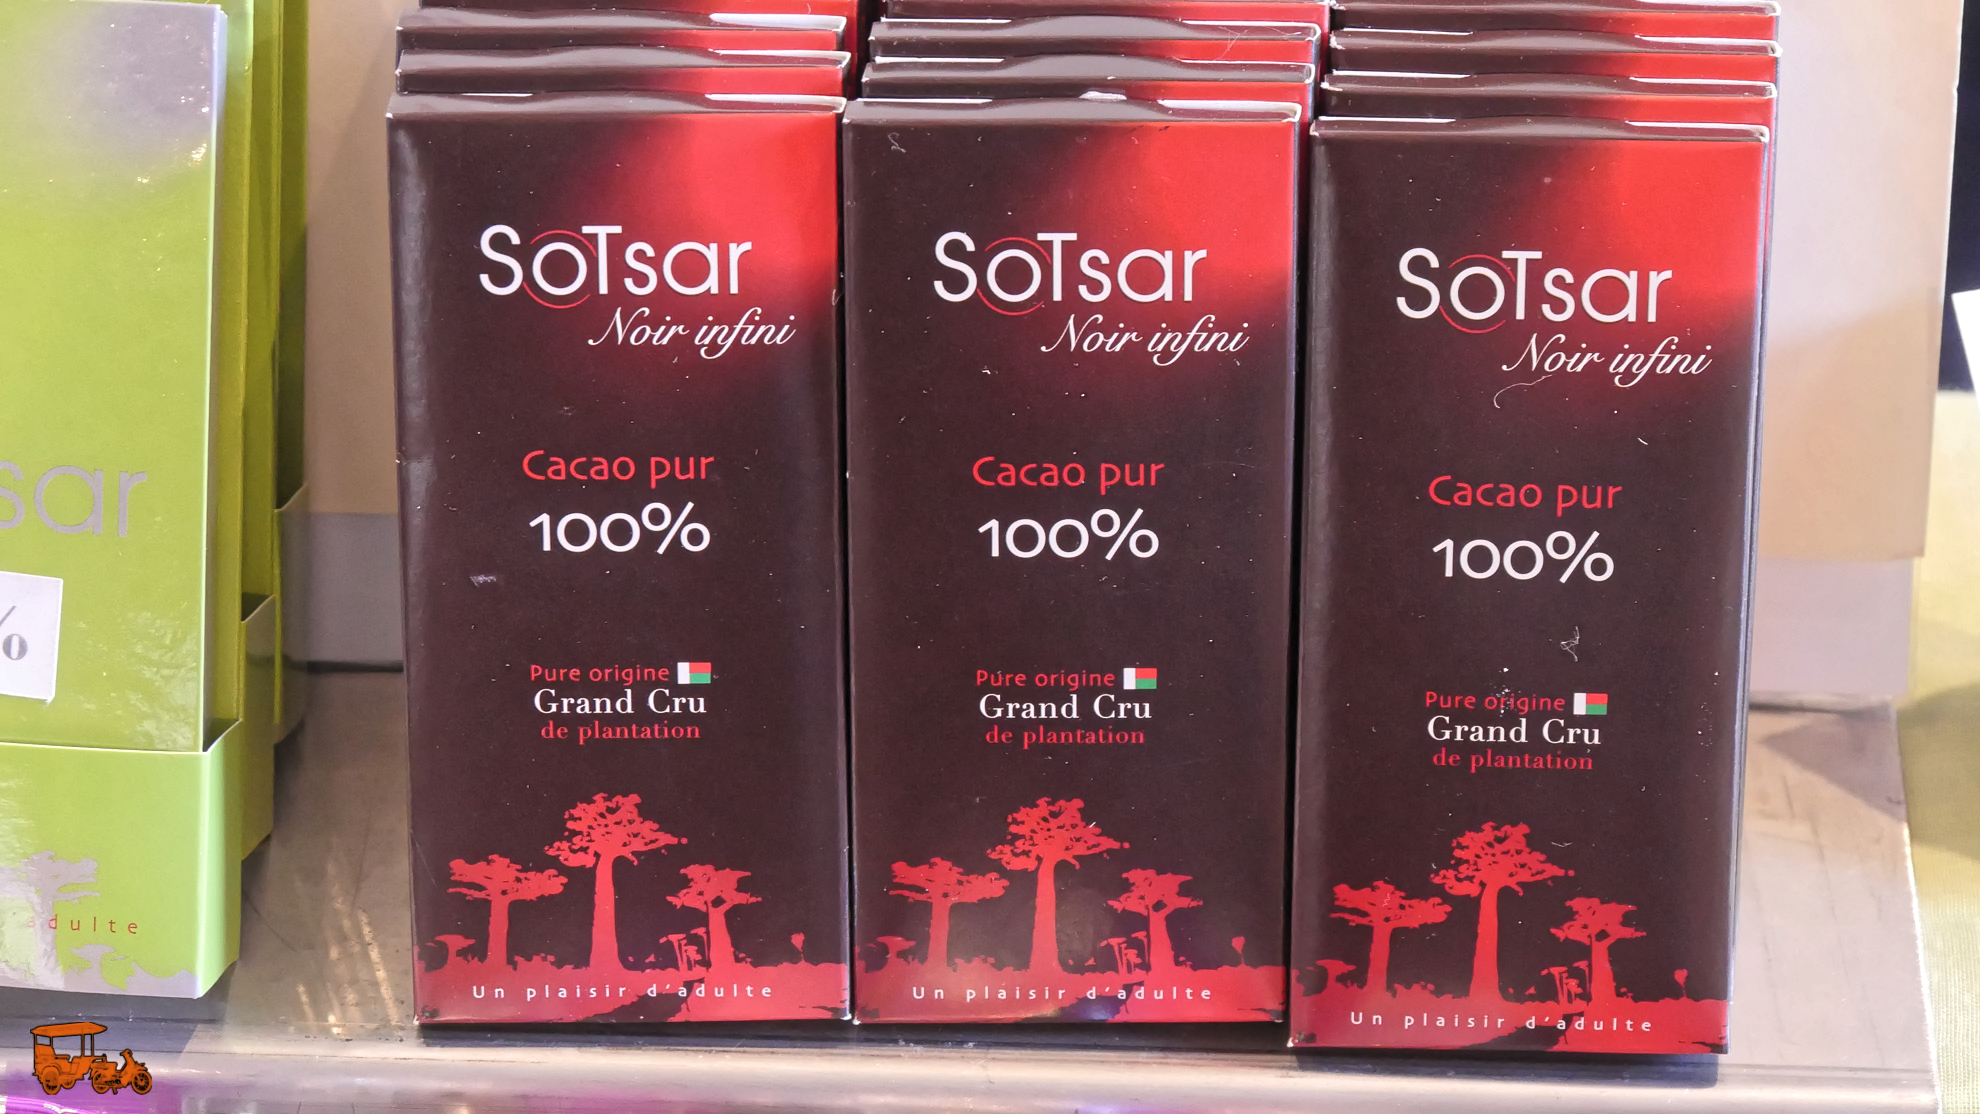 sar
%
adulte
SoTsar
Noir infini
Cacao pur
100%
Pure origine
Grand Cru
de plantation
Un plaisir d'adulte
SoTsar
Noir infini
Cacao pur
100%
Pure origine
Grand Cru
de plantation
Un plaisir d'adulte
SoTsar
Noir infini
Cacao pur
100%
Pure origine
Grand Cru
de plantation
Un plaisir d'adulte